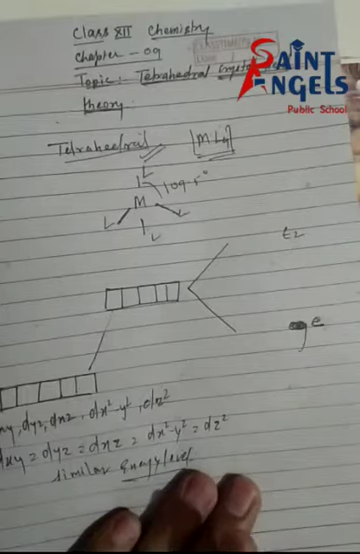 Class XII Chemistry
Chapter - 09
Topic: Tetrahedral Crystal
theory.
SAINT
ANGELS
Public School
Tetrahedral [ML4]
L
109.5°
M
L L
L
t2
e
dyz, dxz, dx²-y², dz²
dxy = dyz = dxz = dx²-y² = dz²
similar Energy level